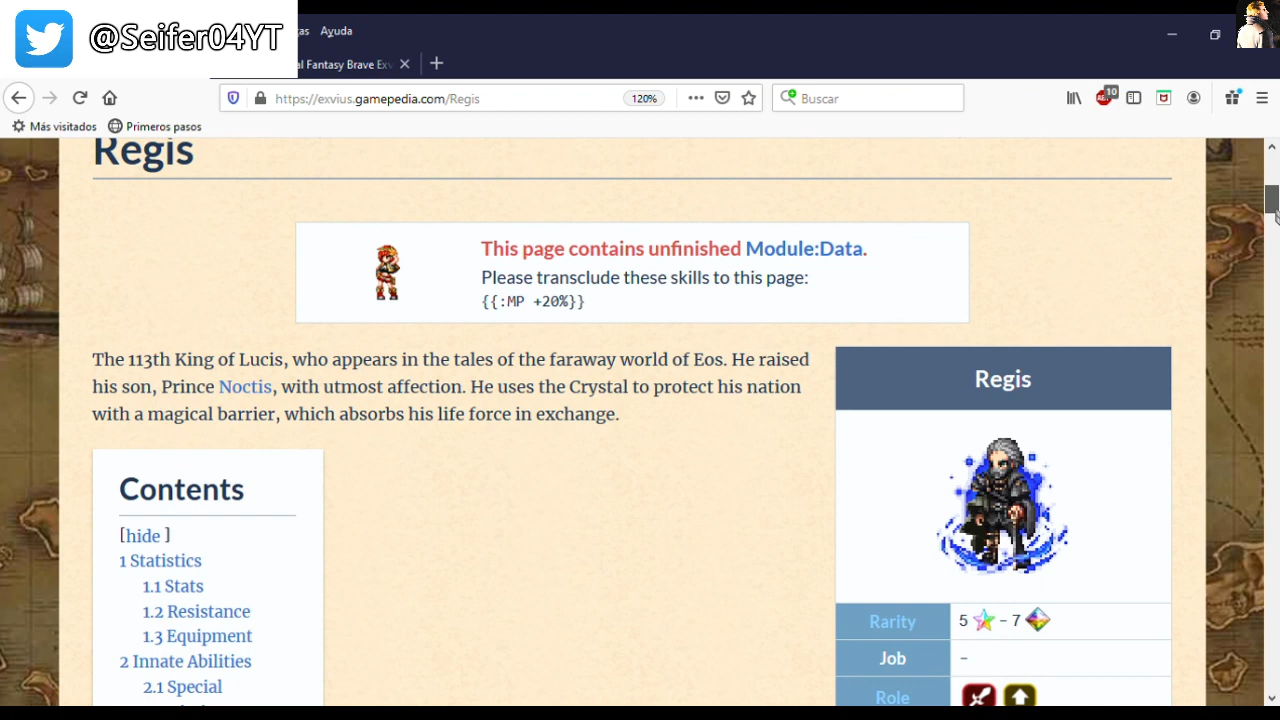 @Seifer04YT
as Ayuda
al Fantasy Brave Ex
https://exvius.gamepedia.com/Regis
120%
Buscar
10
Más visitados
Primeros pasos
Regis
This page contains unfinished Module:Data.
Please transclude these skills to this page:
{{:MP +20%}}
The 113th King of Lucis, who appears in the tales of the faraway world of Eos. He raised
his son, Prince Noctis, with utmost affection. He uses the Crystal to protect his nation
with a magical barrier, which absorbs his life force in exchange.
Contents
[hide ]
1 Statistics
1.1 Stats
1.2 Resistance
1.3 Equipment
2 Innate Abilities
2.1 Special
Regis
Rarity 5 – 7
Job –
Role